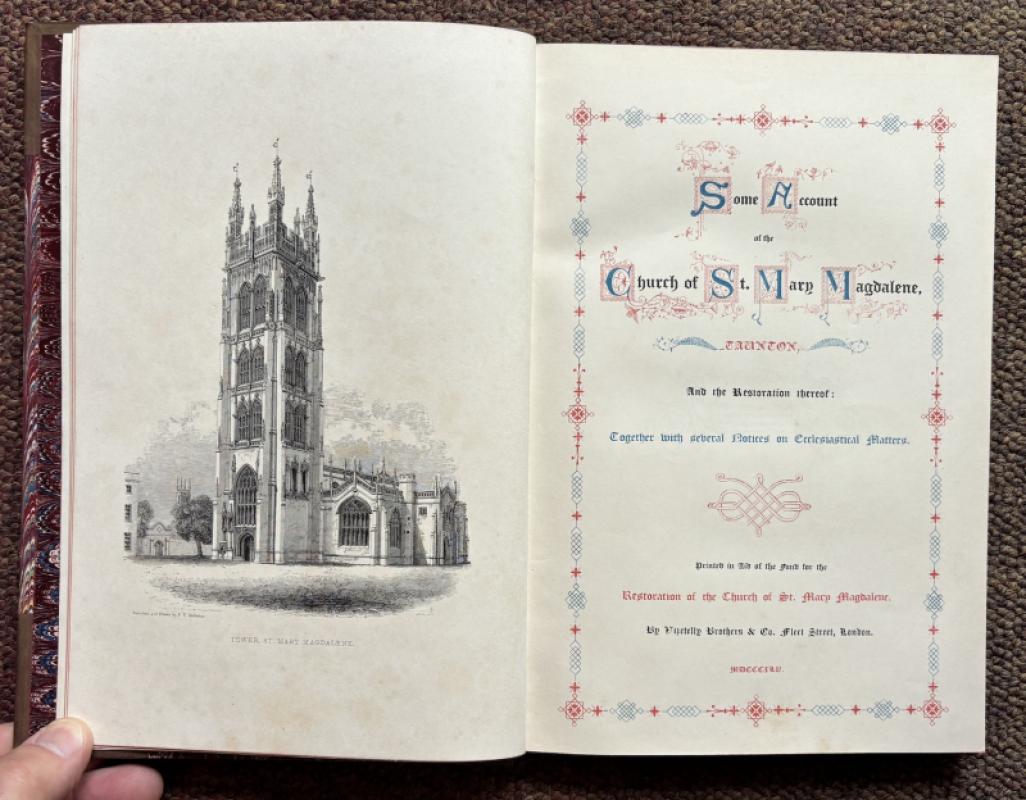 TOWER, ST. MARY MAGDALENE.
Some Account
of the
Church of St. Mary Magdalene,
TAUNTON,
And the Restoration thereof:
Together with several Notices on Ecclesiastical Matters.
Printed in Aid of the Fund for the
Restoration of the Church of St. Mary Magdalene.
By Vizetelly Brothers & Co. Fleet Street, London.
MDCCCXLV.